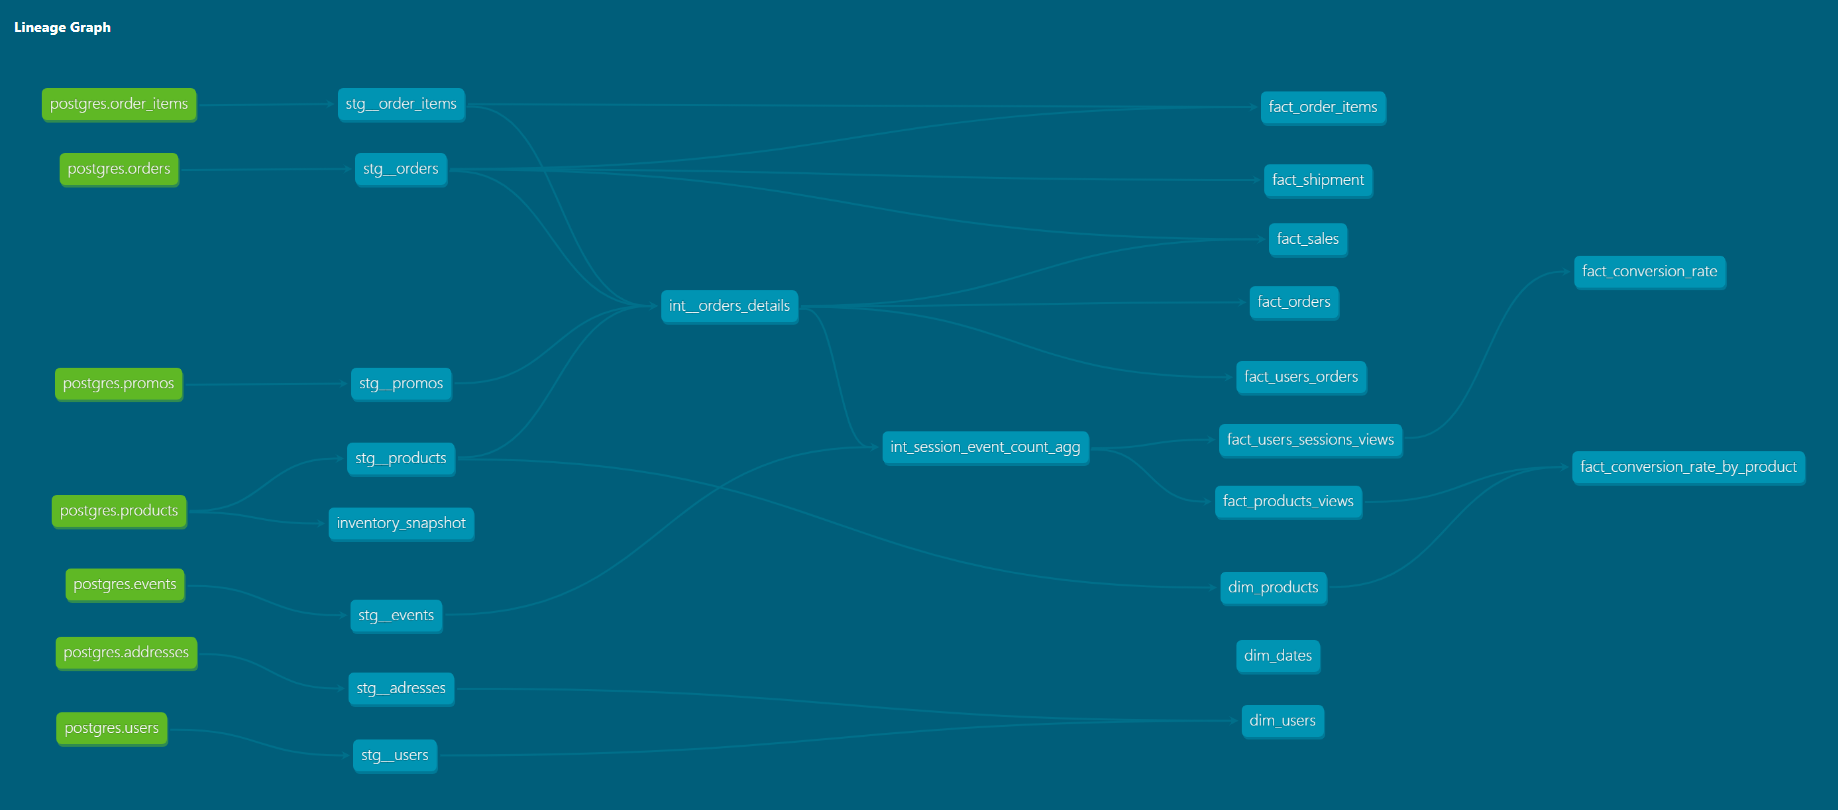 Lineage Graph
postgres.order_items
stg__order_items
fact_order_items
postgres.orders
stg__orders
fact_shipment
fact_sales
fact_conversion_rate
int__orders_details
fact_orders
postgres.promos
stg__promos
fact_users_orders
stg__products
int_session_event_count_agg
fact_users_sessions_views
fact_conversion_rate_by_product
postgres.products
inventory_snapshot
fact_products_views
postgres.events
stg__events
dim_products
postgres.addresses
stg__adresses
dim_dates
postgres.users
stg__users
dim_users